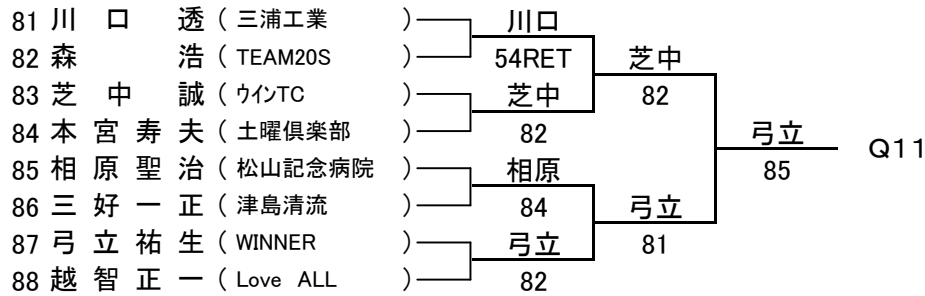 81 川口 透 ( 三浦工業 ) 川口
82 森 浩 ( TEAM20S ) 54RET 芝中
83 芝中 誠 ( ウインTC ) 芝中 82
84 本宮寿夫 ( 土曜倶楽部 ) 82 弓立 Q11
85 相原聖治 ( 松山記念病院 ) 相原 85
86 三好一正 ( 津島清流 ) 84 弓立
87 弓立祐生 ( WINNER ) 弓立 81
88 越智正一 ( Love ALL ) 82